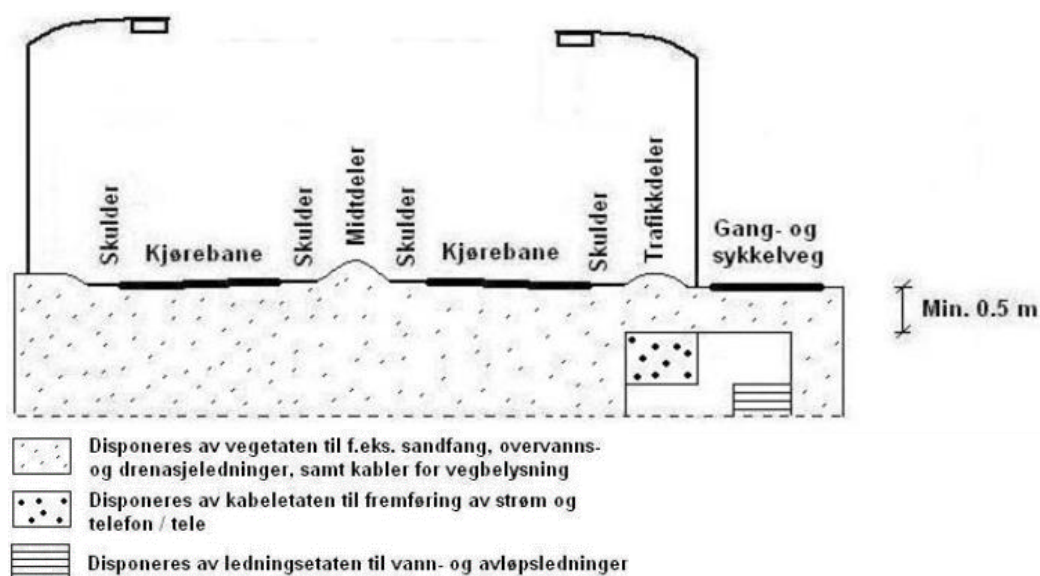 Skulder
Kjørebane
Skulder
Midtdeler
Skulder
Kjørebane
Skulder
Trafikkdeler
Gang- og
sykkelveg
Min. 0.5 m
Disponeres av vegetaten til f.eks. sandfang, overvanns-
og drenasjeledninger, samt kabler for vegbelysning
Disponeres av kabeletaten til fremføring av strøm og
telefon / tele
Disponeres av ledningsetaten til vann- og avløpsledninger